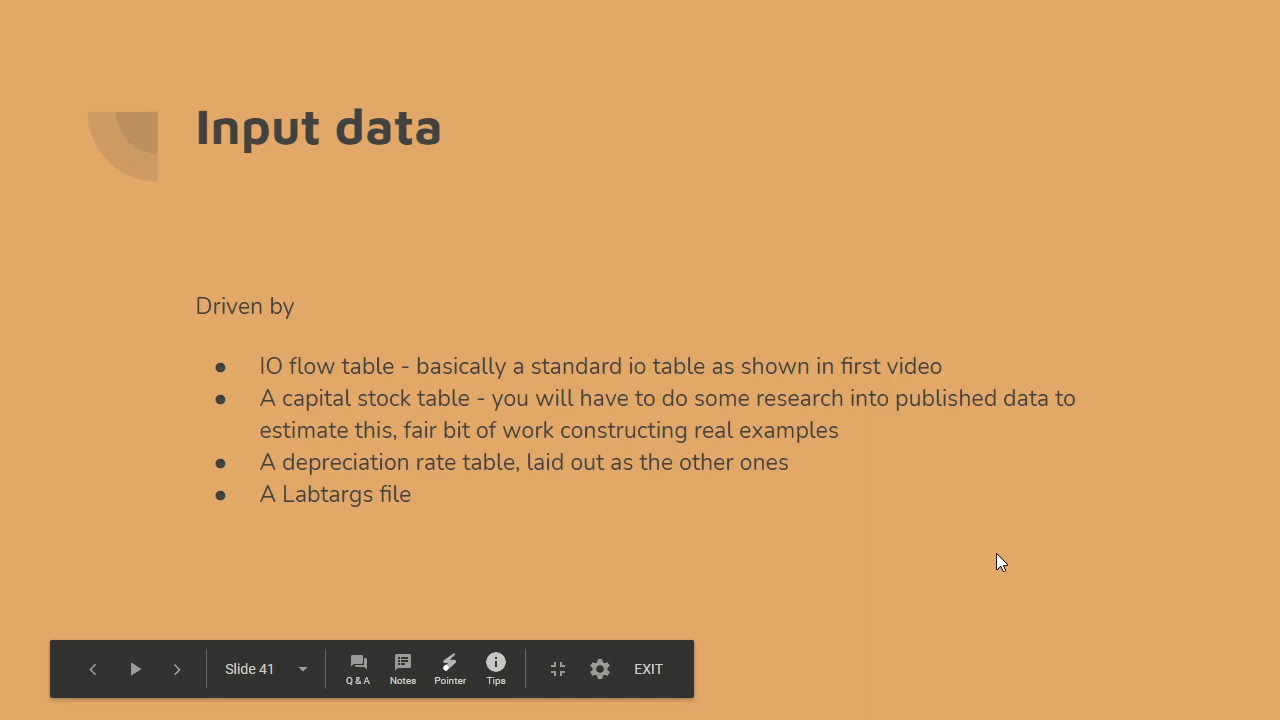 Input data
Driven by
● IO flow table - basically a standard io table as shown in first video
● A capital stock table - you will have to do some research into published data to
estimate this, fair bit of work constructing real examples
● A depreciation rate table, laid out as the other ones
● A Labtargs file
Slide 41
Q & A
Notes
Pointer
Tips
EXIT